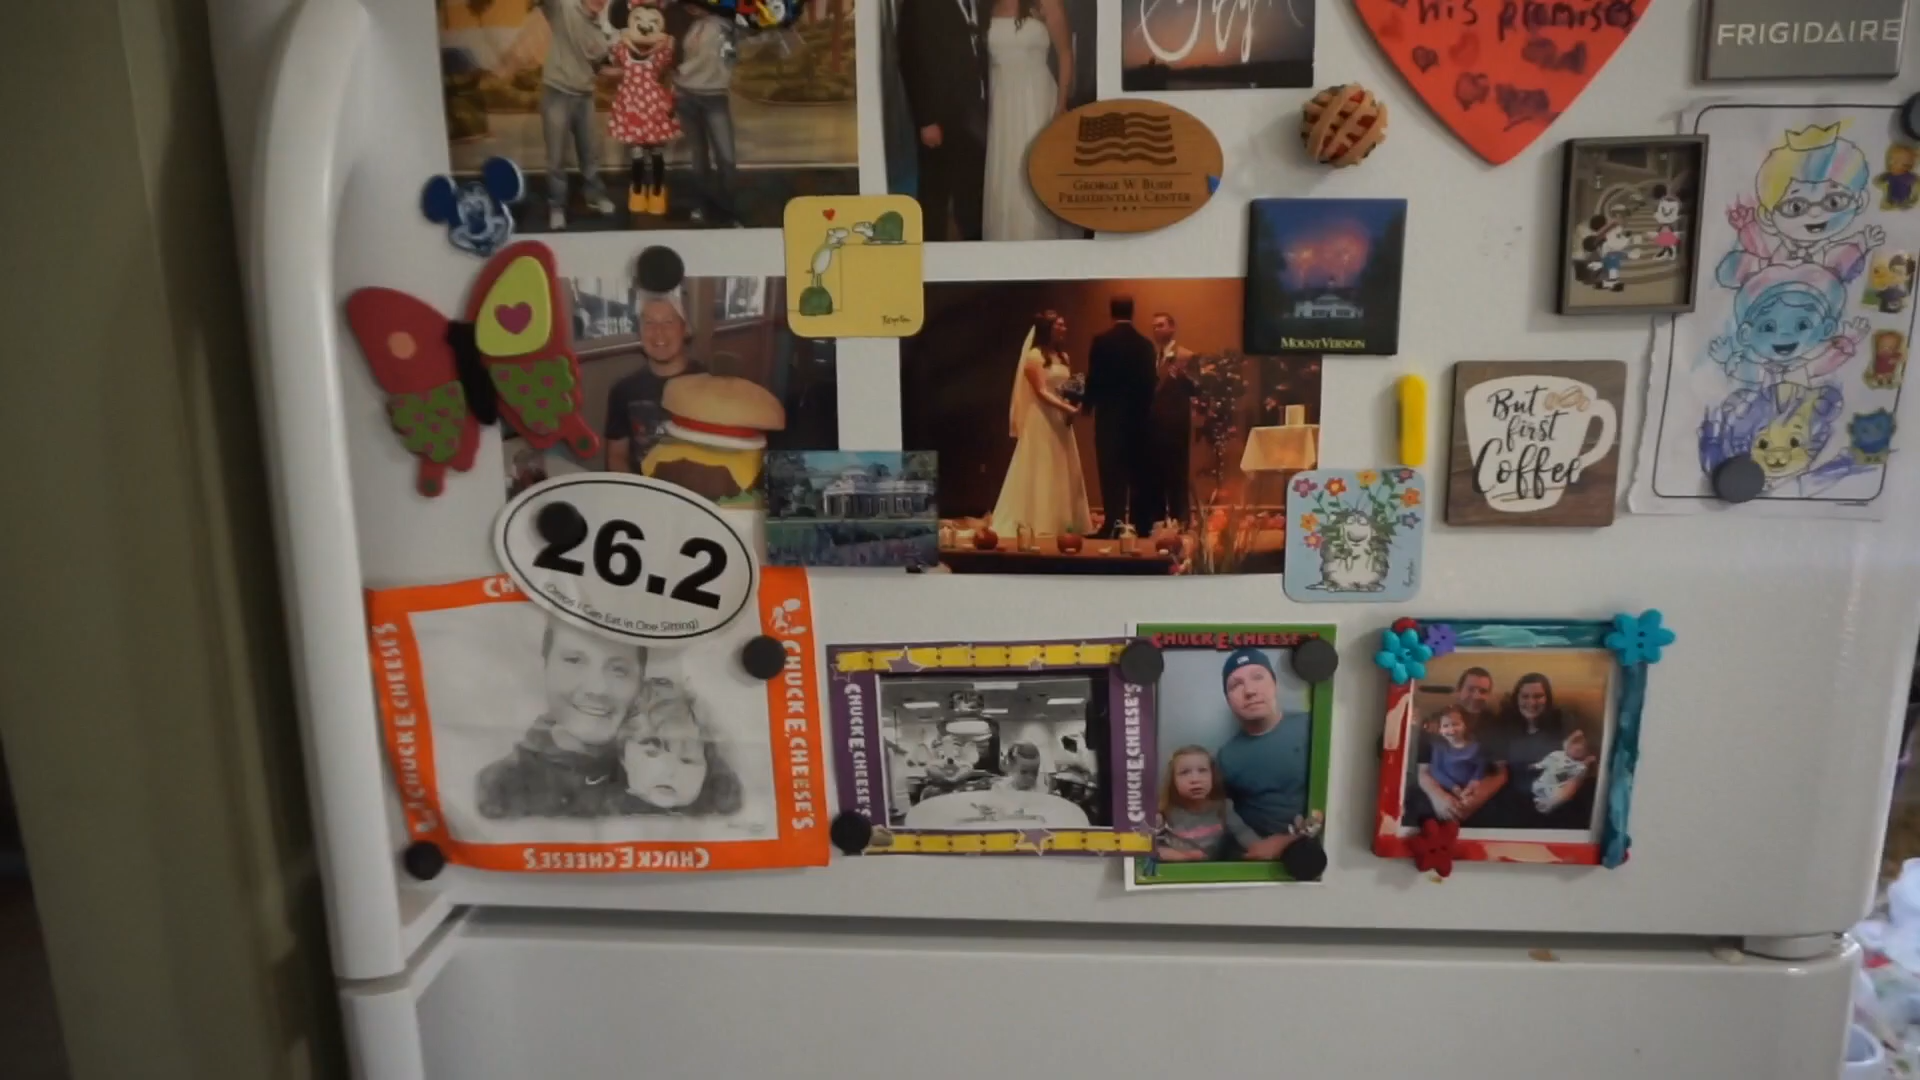 his promises
FRIGIDAIRE
GEORGE W. BUSH
PRESIDENTIAL CENTER
MOUNT VERNON
But
first
Coffee
26.2
I Can Eat in One Sitting)
CH
CHUCK E. CHEESE'S
CHUCK E. CHEESE'S
CHUCK E. CHEESE'S
CHUCK E. CHEESE'S
CHUCK E. CHEESE'S
CHUCK E. CHEESE'S